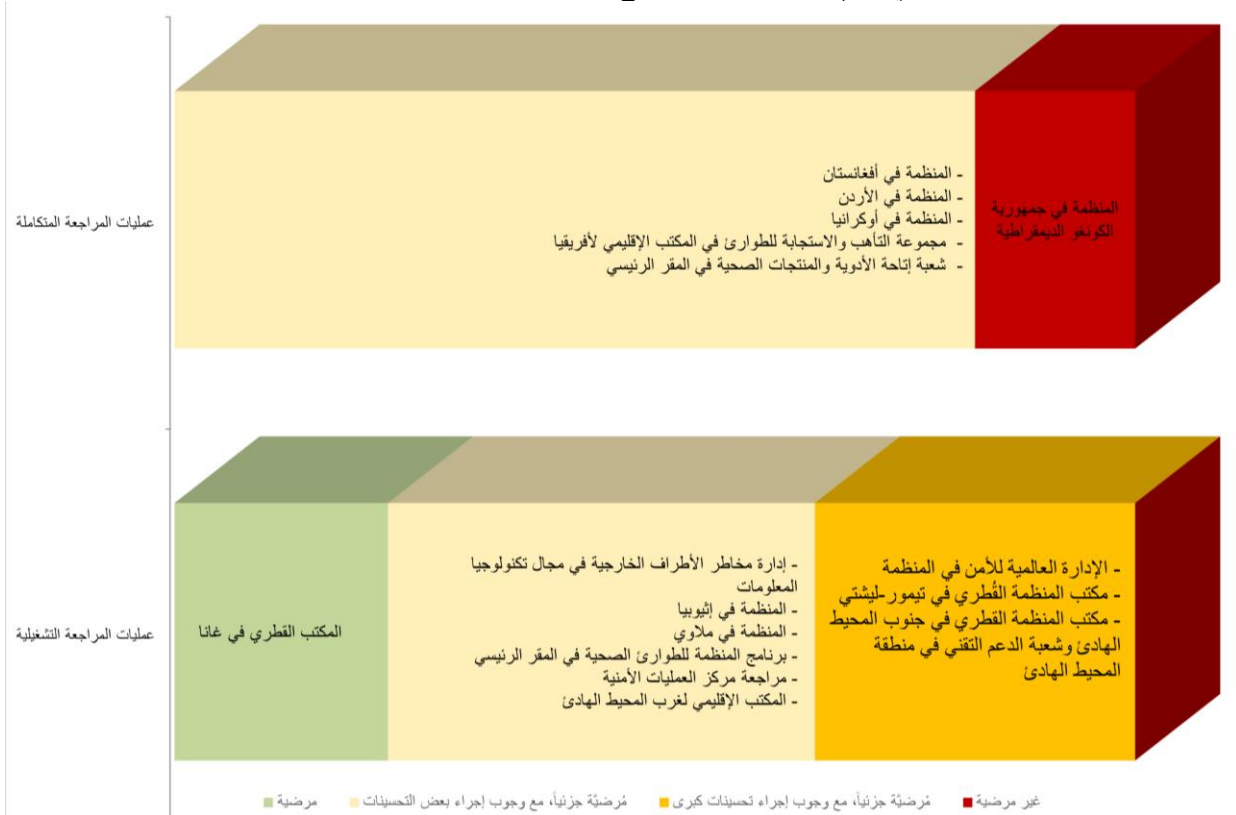 عمليات المراجعة المتكاملة
- المنظمة في أفغانستان
- المنظمة في الأردن
- المنظمة في أوكرانيا
- مجموعة التأهب والاستجابة للطوارئ في المكتب الإقليمي لأفريقيا
- شعبة إتاحة الأدوية والمنتجات الصحية في المقر الرئيسي
المنظمة في جمهورية
الكونغو الديمقراطية
عمليات المراجعة التشغيلية
المكتب القطري في غانا
- إدارة مخاطر الأطراف الخارجية في مجال تكنولوجيا
المعلومات
- المنظمة في إثيوبيا
- المنظمة في ملاوي
- برنامج المنظمة للطوارئ الصحية في المقر الرئيسي
- مراجعة مركز العمليات الأمنية
- المكتب الإقليمي لغرب المحيط الهادئ
- الإدارة العالمية للأمن في المنظمة
- مكتب المنظمة القُطري في تيمور-ليشتي
- مكتب المنظمة القطري في جنوب المحيط
الهادئ وشعبة الدعم التقني في منطقة
المحيط الهادئ
غير مرضية
مُرضيَّة جزئياً، مع وجوب إجراء تحسينات كبرى
مُرضيَّة جزئياً، مع وجوب إجراء بعض التحسينات
مرضية